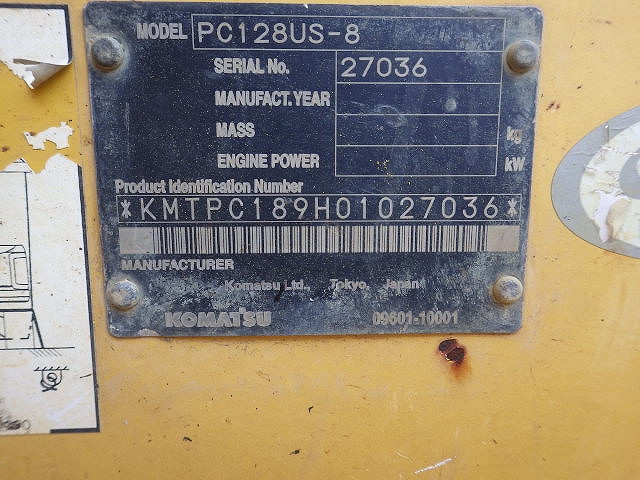 MODEL PC128US-8
SERIAL No. 27036
MANUFACT.YEAR
MASS kg
ENGINE POWER kW
Product Identification Number
*KMTPC189H01027036*
MANUFACTURER
Komatsu Ltd., Tokyo, Japan
KOMATSU 09601-10001